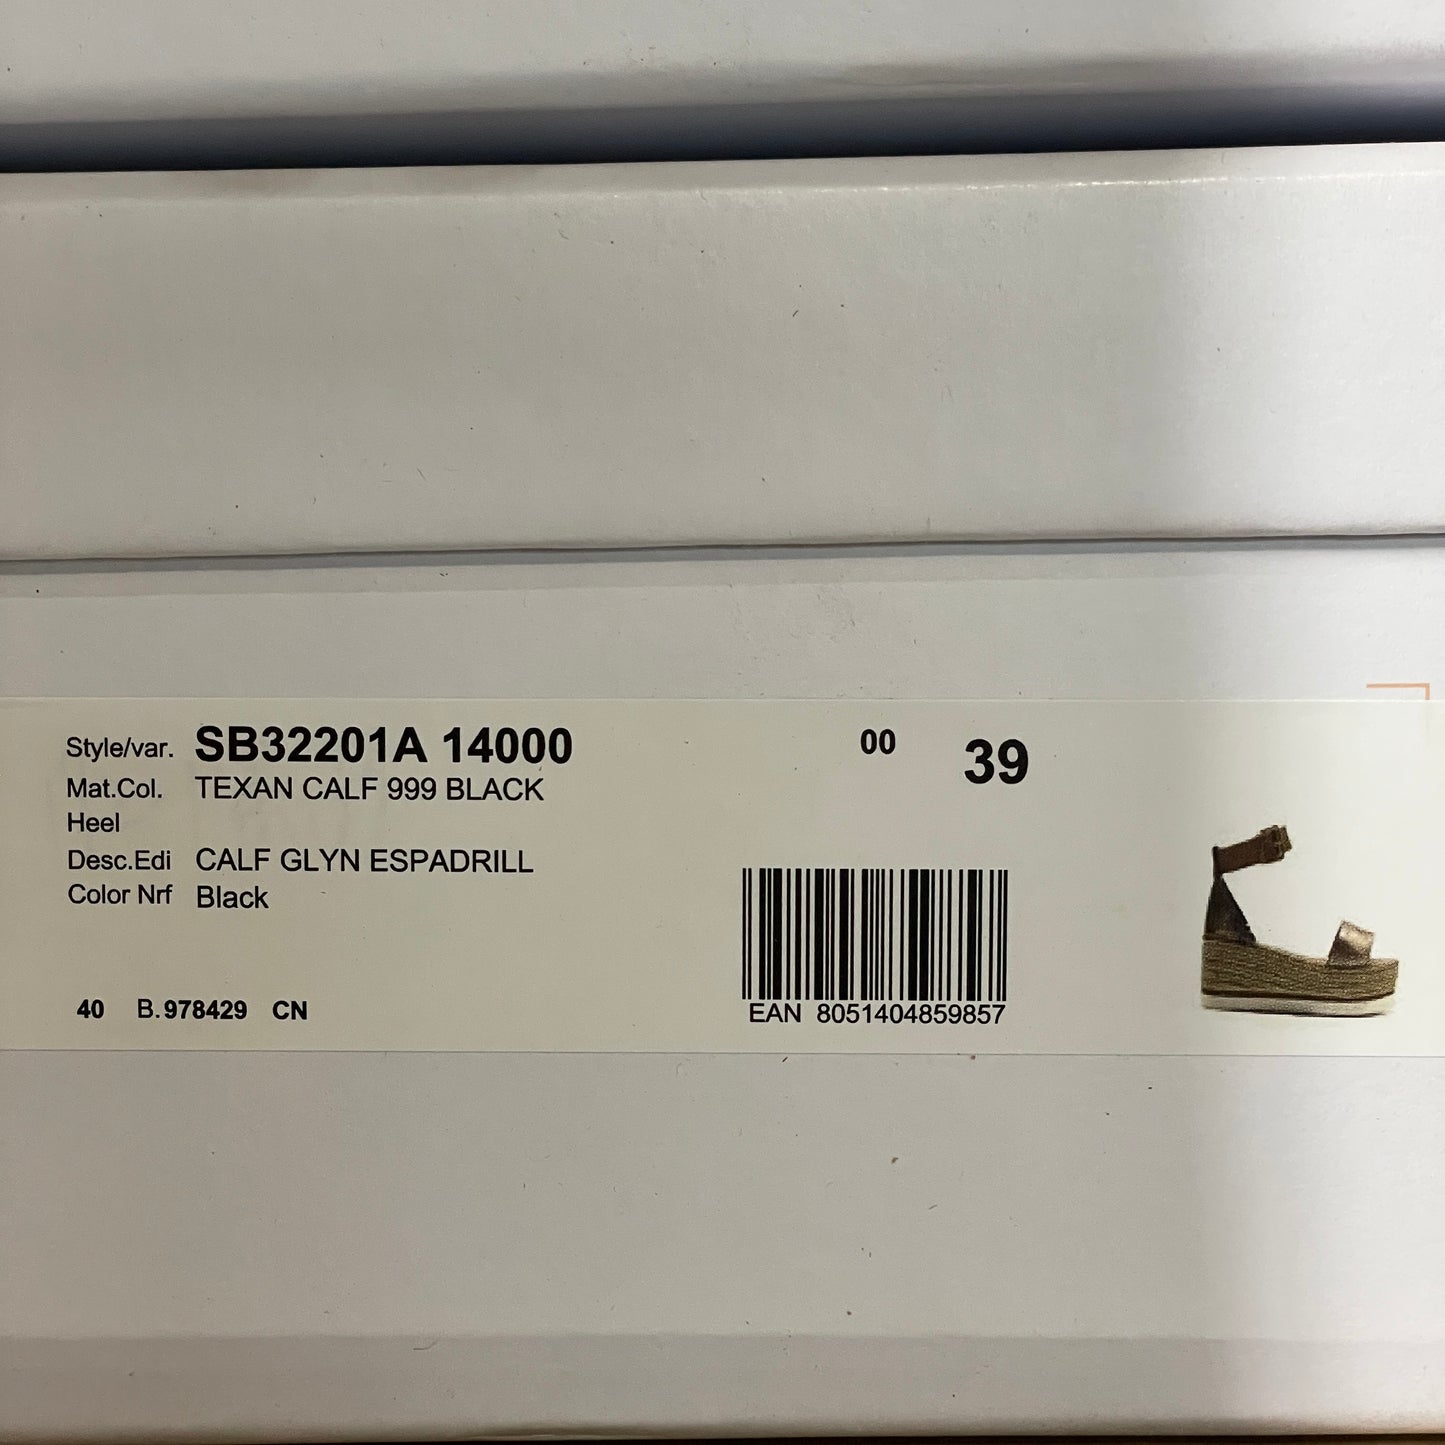 Style/var. SB32201A 14000 00 39
Mat.Col. TEXAN CALF 999 BLACK
Heel
Desc.Edi CALF GLYN ESPADRILL
Color Nrf Black
40 B.978429 CN
EAN 8051404859857